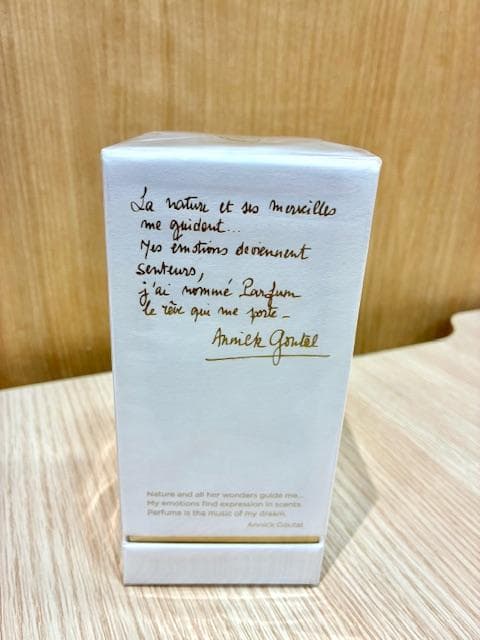 La nature et ses merveilles
me guident...
Mes émotions deviennent
senteurs,
j'ai nommé Parfum
le rêve qui me porte_
Annick Goutal
Nature and all her wonders guide me...
My emotions find expression in scents.
Perfume is the music of my dream.
Annick Goutal